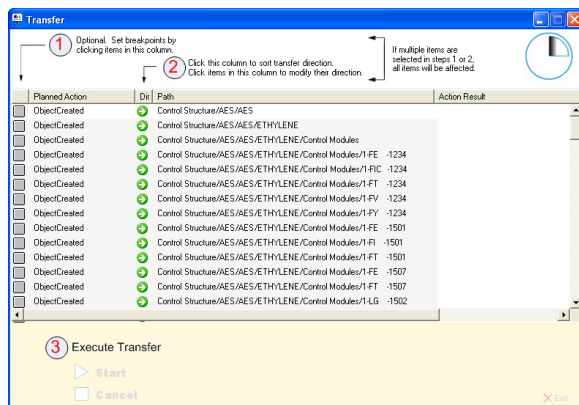 Transfer
1 Optional. Set breakpoints by
clicking items in this column.
2 Click this column to sort transfer direction.
Click items in this column to modify their direction.
If multiple items are
selected in steps 1 or 2,
all items will be affected.
Planned Action Dir Path Action Result
ObjectCreated Control Structure/AES/AES
ObjectCreated Control Structure/AES/AES/ETHYLENE
ObjectCreated Control Structure/AES/AES/ETHYLENE/Control Modules
ObjectCreated Control Structure/AES/AES/ETHYLENE/Control Modules/1-FE -1234
ObjectCreated Control Structure/AES/AES/ETHYLENE/Control Modules/1-FIC -1234
ObjectCreated Control Structure/AES/AES/ETHYLENE/Control Modules/1-FT -1234
ObjectCreated Control Structure/AES/AES/ETHYLENE/Control Modules/1-FV -1234
ObjectCreated Control Structure/AES/AES/ETHYLENE/Control Modules/1-FY -1234
ObjectCreated Control Structure/AES/AES/ETHYLENE/Control Modules/1-FE -1501
ObjectCreated Control Structure/AES/AES/ETHYLENE/Control Modules/1-FI -1501
ObjectCreated Control Structure/AES/AES/ETHYLENE/Control Modules/1-FT -1501
ObjectCreated Control Structure/AES/AES/ETHYLENE/Control Modules/1-FE -1507
ObjectCreated Control Structure/AES/AES/ETHYLENE/Control Modules/1-FT -1507
ObjectCreated Control Structure/AES/AES/ETHYLENE/Control Modules/1-LG -1502
3 Execute Transfer
Start
Cancel
Exit